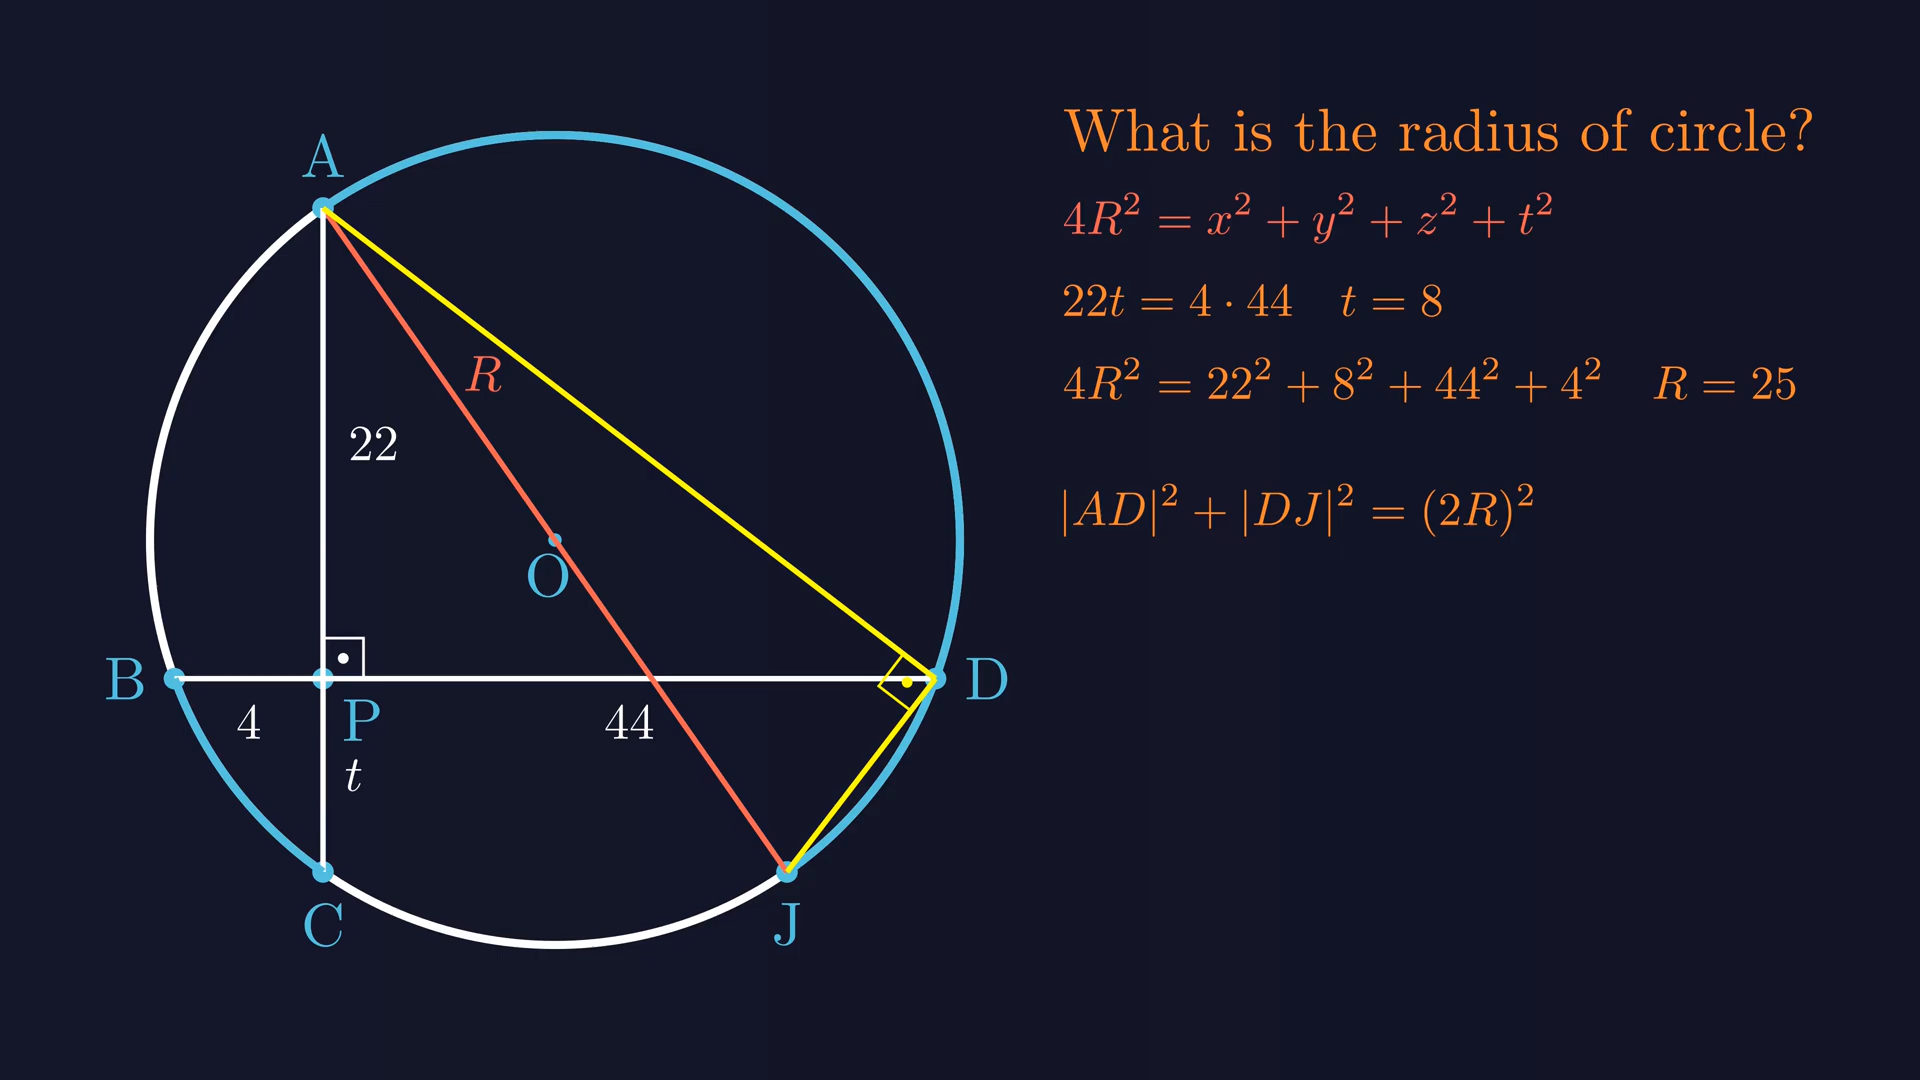 What is the radius of circle?
4R² = x² + y² + z² + t²
22t = 4 · 44 t = 8
4R² = 22² + 8² + 44² + 4² R = 25
|AD|² + |DJ|² = (2R)²
A
R
22
O
B
D
4
P
44
t
C
J